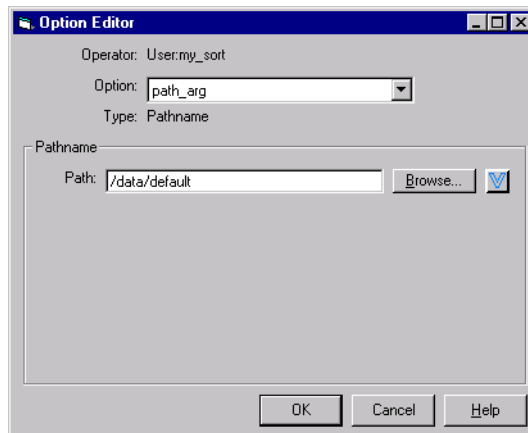 Option Editor
Operator: User:my_sort
Option: path_arg
Type: Pathname
Pathname
Path: /data/default Browse...
OK Cancel Help